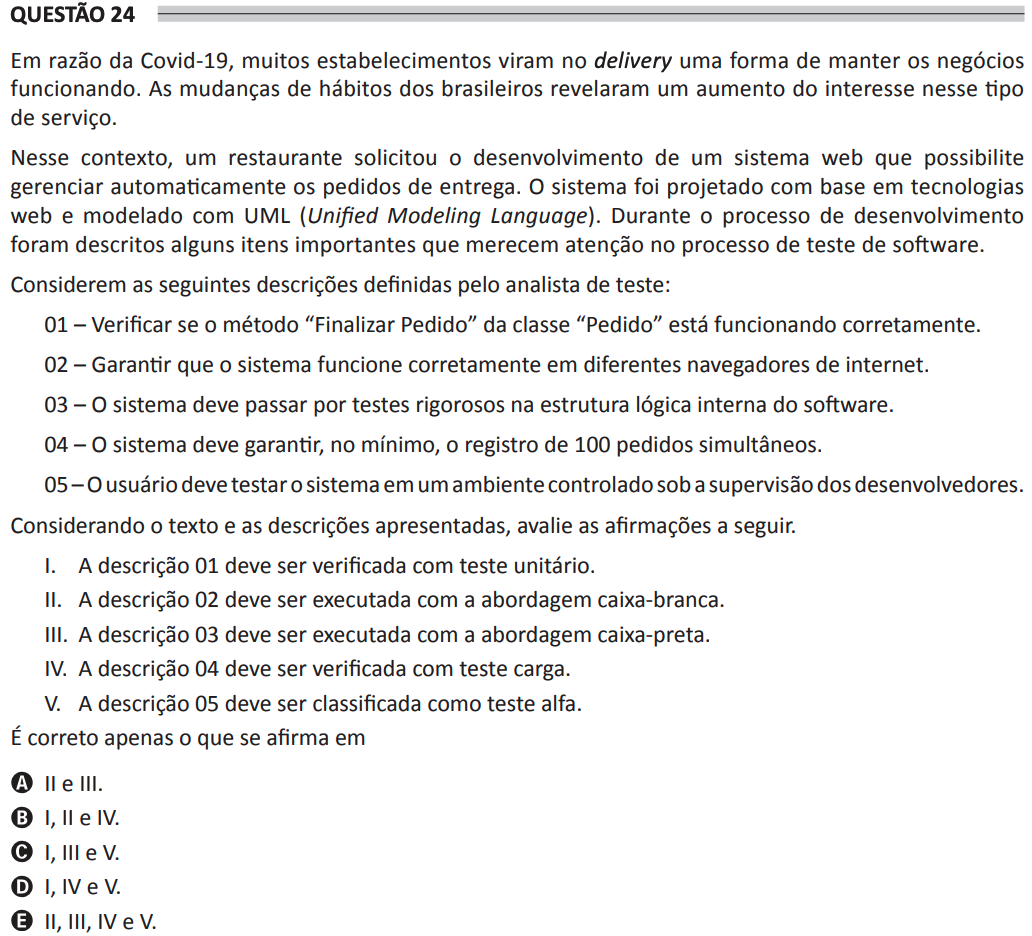 QUESTÃO 24
Em razão da Covid-19, muitos estabelecimentos viram no delivery uma forma de manter os negócios
funcionando. As mudanças de hábitos dos brasileiros revelaram um aumento do interesse nesse tipo
de serviço.
Nesse contexto, um restaurante solicitou o desenvolvimento de um sistema web que possibilite
gerenciar automaticamente os pedidos de entrega. O sistema foi projetado com base em tecnologias
web e modelado com UML (Unified Modeling Language). Durante o processo de desenvolvimento
foram descritos alguns itens importantes que merecem atenção no processo de teste de software.
Considerem as seguintes descrições definidas pelo analista de teste:
01 – Verificar se o método “Finalizar Pedido” da classe “Pedido” está funcionando corretamente.
02 – Garantir que o sistema funcione corretamente em diferentes navegadores de internet.
03 – O sistema deve passar por testes rigorosos na estrutura lógica interna do software.
04 – O sistema deve garantir, no mínimo, o registro de 100 pedidos simultâneos.
05 – O usuário deve testar o sistema em um ambiente controlado sob a supervisão dos desenvolvedores.
Considerando o texto e as descrições apresentadas, avalie as afirmações a seguir.
I. A descrição 01 deve ser verificada com teste unitário.
II. A descrição 02 deve ser executada com a abordagem caixa-branca.
III. A descrição 03 deve ser executada com a abordagem caixa-preta.
IV. A descrição 04 deve ser verificada com teste carga.
V. A descrição 05 deve ser classificada como teste alfa.
É correto apenas o que se afirma em
A II e III.
B I, II e IV.
C I, III e V.
D I, IV e V.
E II, III, IV e V.